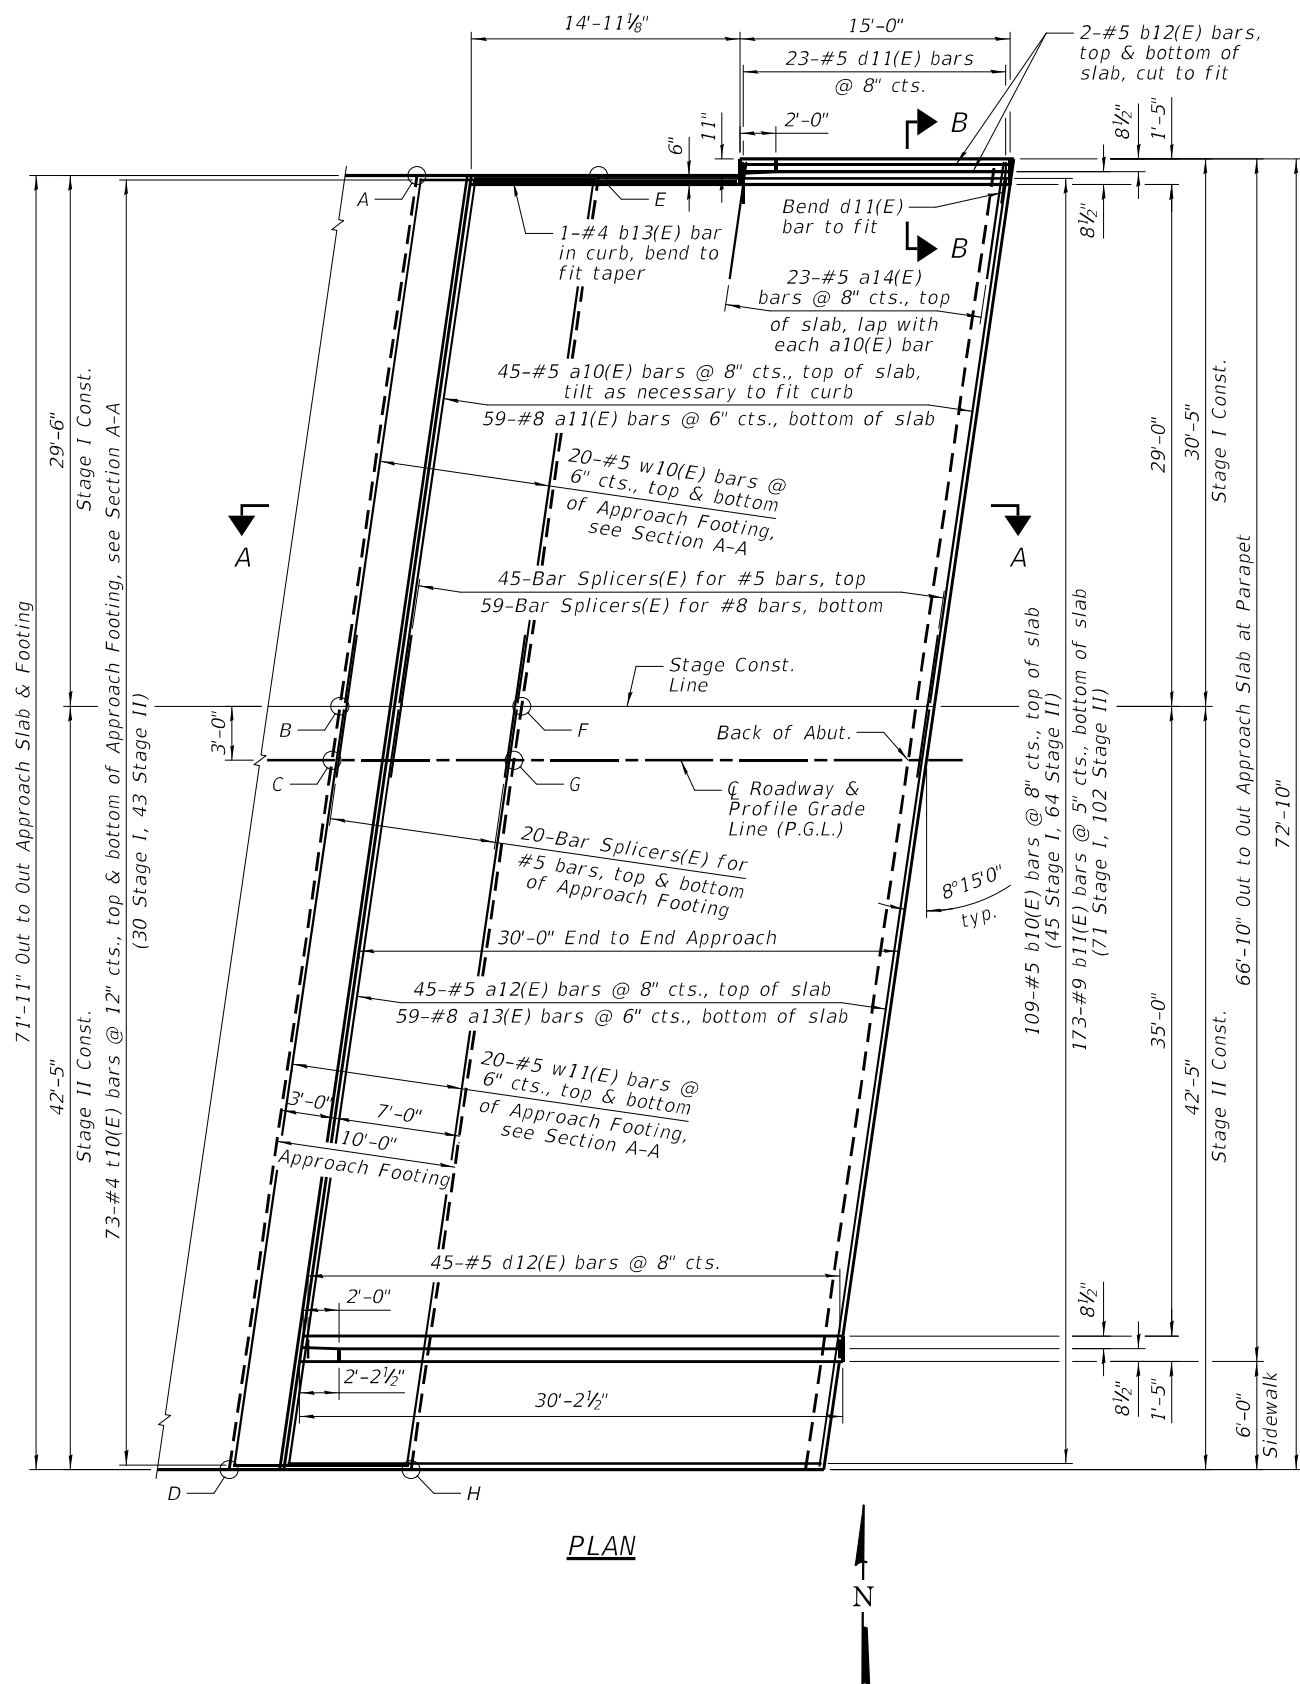 14'-11⅛"
15'-0"
2-#5 b12(E) bars,
top & bottom of
slab, cut to fit
23-#5 d11(E) bars
@ 8" cts.
11"
2'-0"
B
8½"
1'-5"
6"
A
E
8½"
1-#4 b13(E) bar
in curb, bend to
fit taper
Bend d11(E)
bar to fit
B
23-#5 a14(E)
bars @ 8" cts., top
of slab, lap with
each a10(E) bar
45-#5 a10(E) bars @ 8" cts., top of slab,
tilt as necessary to fit curb
59-#8 a11(E) bars @ 6" cts., bottom of slab
29'-6"
Stage I Const.
29'-0"
30'-5"
Stage I Const.
20-#5 w10(E) bars @
6" cts., top & bottom
of Approach Footing,
see Section A-A
A
A
45-Bar Splicers(E) for #5 bars, top
59-Bar Splicers(E) for #8 bars, bottom
71'-11" Out to Out Approach Slab & Footing
73-#4 t10(E) bars @ 12" cts., top & bottom of Approach Footing, see Section A-A
(30 Stage I, 43 Stage II)
109-#5 b10(E) bars @ 8" cts., top of slab
(45 Stage I, 64 Stage II)
173-#9 b11(E) bars @ 5" cts., bottom of slab
(71 Stage I, 102 Stage II)
66'-10" Out to Out Approach Slab at Parapet
72'-10"
Stage Const.
Line
B
F
3'-0"
Back of Abut.
C
G
℄ Roadway &
Profile Grade
Line (P.G.L.)
20-Bar Splicers(E) for
#5 bars, top & bottom
of Approach Footing
8°15'0"
typ.
30'-0" End to End Approach
45-#5 a12(E) bars @ 8" cts., top of slab
59-#8 a13(E) bars @ 6" cts., bottom of slab
42'-5"
Stage II Const.
35'-0"
42'-5"
Stage II Const.
20-#5 w11(E) bars @
6" cts., top & bottom
of Approach Footing,
see Section A-A
3'-0"
7'-0"
10'-0"
Approach Footing
45-#5 d12(E) bars @ 8" cts.
2'-0"
8½"
2'-2½"
30'-2½"
8½"
1'-5"
6'-0"
Sidewalk
D
H
PLAN
N